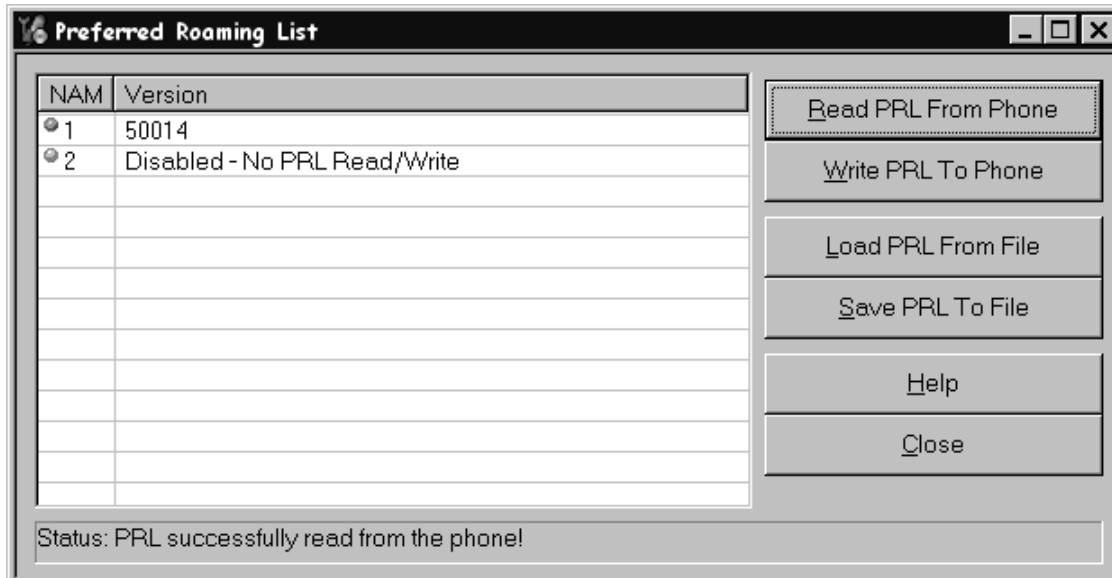 Preferred Roaming List
NAM Version
1 50014
2 Disabled - No PRL Read/Write
Read PRL From Phone
Write PRL To Phone
Load PRL From File
Save PRL To File
Help
Close
Status: PRL successfully read from the phone!